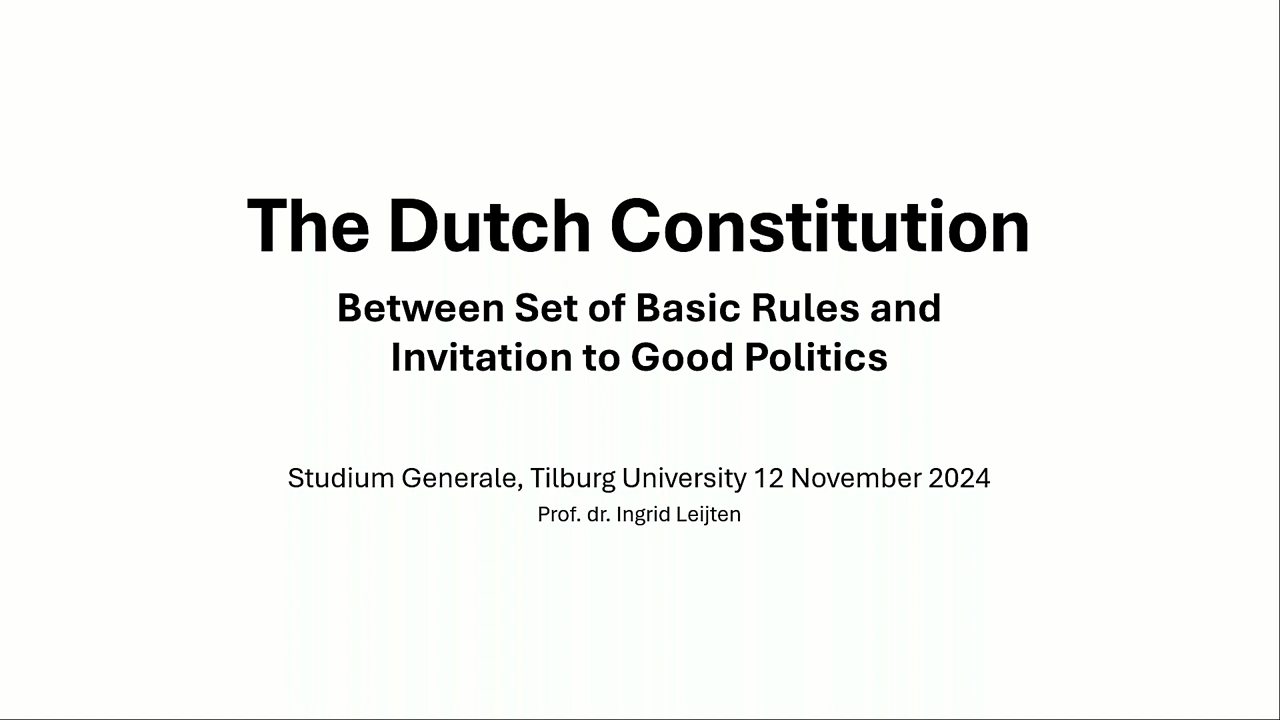 The Dutch Constitution
Between Set of Basic Rules and
Invitation to Good Politics
Studium Generale, Tilburg University 12 November 2024
Prof. dr. Ingrid Leijten